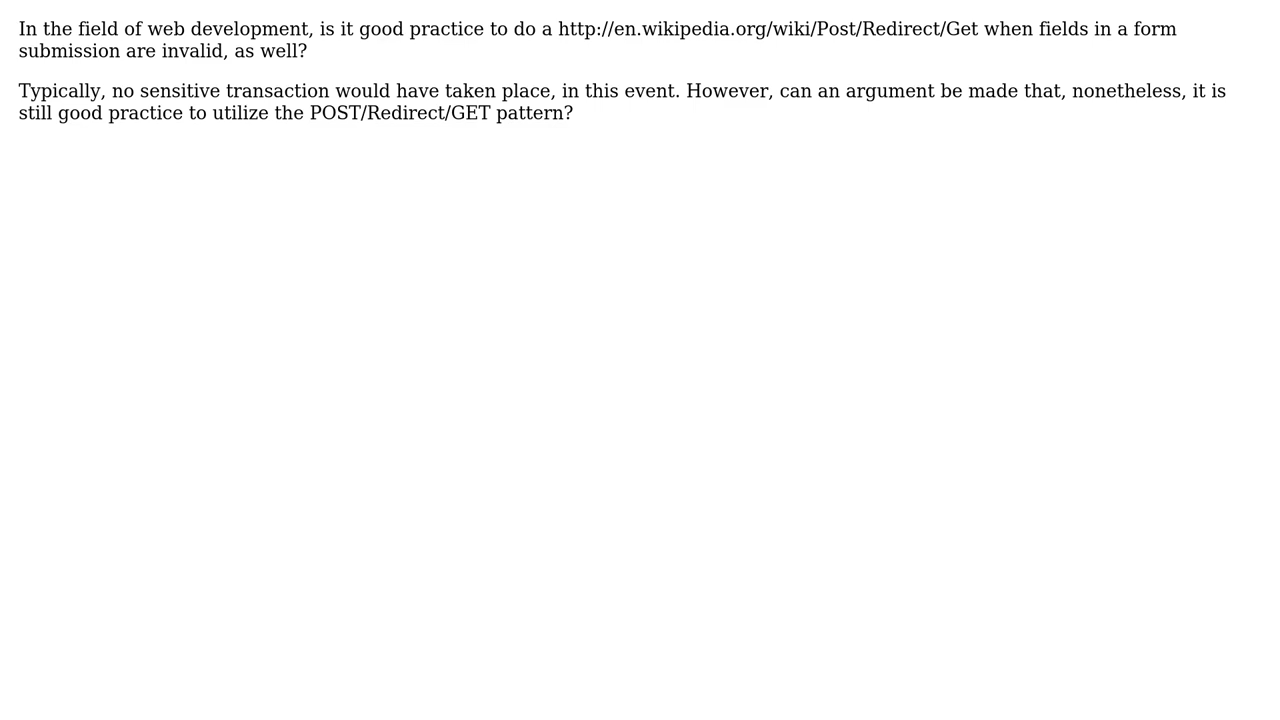 In the field of web development, is it good practice to do a http://en.wikipedia.org/wiki/Post/Redirect/Get when fields in a form
submission are invalid, as well?
Typically, no sensitive transaction would have taken place, in this event. However, can an argument be made that, nonetheless, it is
still good practice to utilize the POST/Redirect/GET pattern?